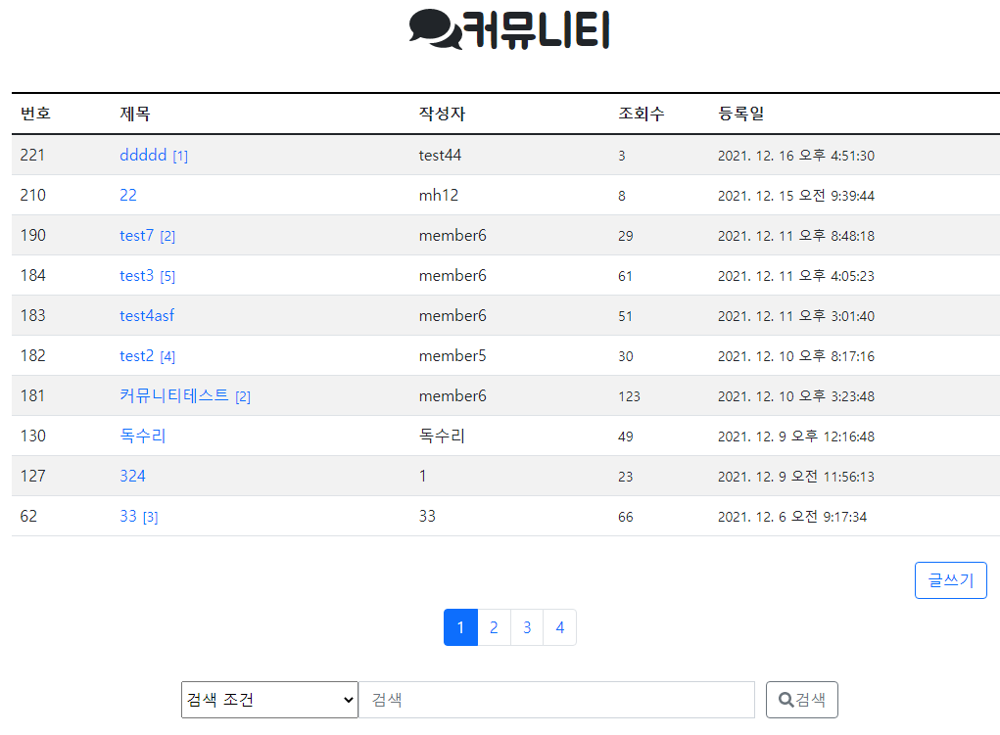 커뮤니티
번호 제목 작성자 조회수 등록일
221 ddddd [1] test44 3 2021. 12. 16 오후 4:51:30
210 22 mh12 8 2021. 12. 15 오전 9:39:44
190 test7 [2] member6 29 2021. 12. 11 오후 8:48:18
184 test3 [5] member6 61 2021. 12. 11 오후 4:05:23
183 test4asf member6 51 2021. 12. 11 오후 3:01:40
182 test2 [4] member5 30 2021. 12. 10 오후 8:17:16
181 커뮤니티테스트 [2] member6 123 2021. 12. 10 오후 3:23:48
130 독수리 독수리 49 2021. 12. 9 오후 12:16:48
127 324 1 23 2021. 12. 9 오전 11:56:13
62 33 [3] 33 66 2021. 12. 6 오전 9:17:34
글쓰기
1 2 3 4
검색 조건 검색 검색